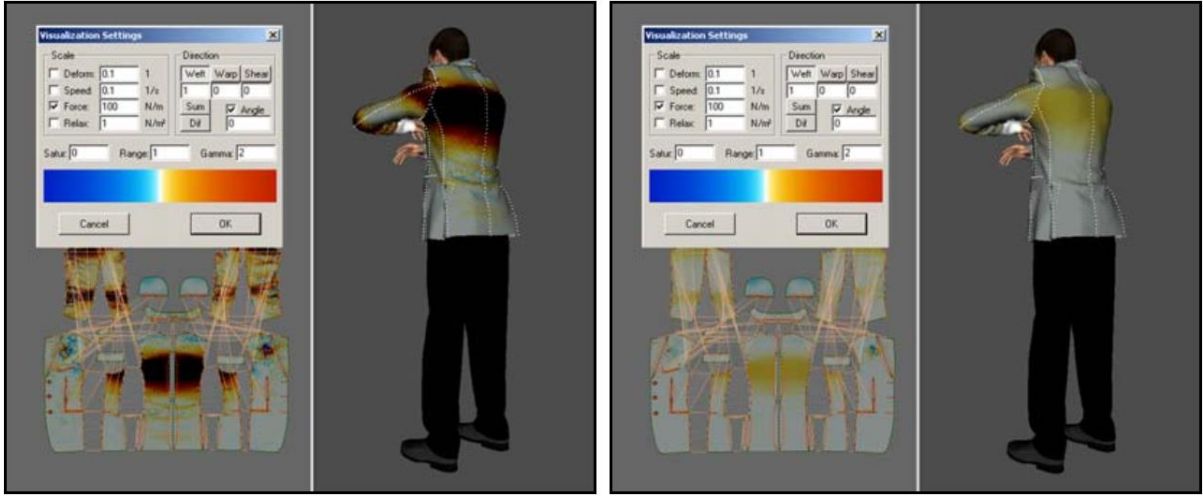 Visualization Settings
Scale
Direction
Deform: 0.1 1
Weft Warp Shear
Speed: 0.1 1/s
1 0 0
Force: 100 N/m
Sum Angle
Relax: 1 N/m²
Dif 0
Satur: 0 Range: 1 Gamma: 2
Cancel OK
Visualization Settings
Scale
Direction
Deform: 0.1 1
Weft Warp Shear
Speed: 0.1 1/s
1 0 0
Force: 100 N/m
Sum Angle
Relax: 1 N/m²
Dif 0
Satur: 0 Range: 1 Gamma: 2
Cancel OK